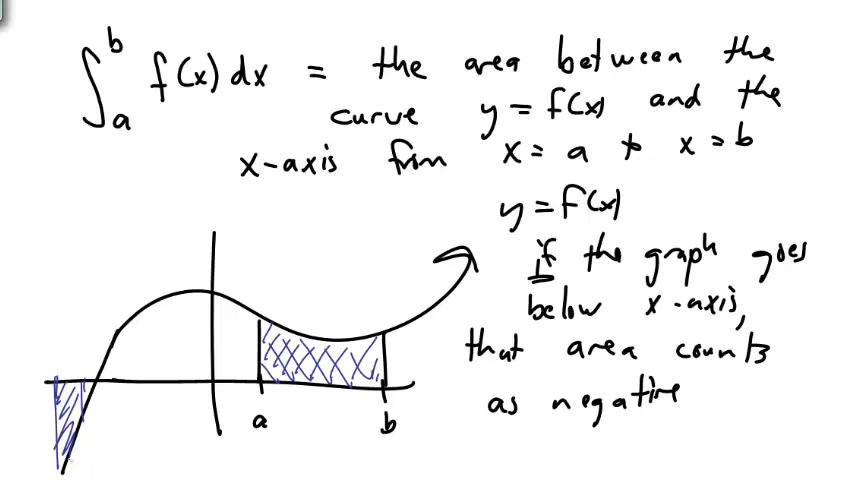 ∫_a^b f(x) dx = the area between the
curve y = f(x) and the
x-axis from x = a to x = b
y = f(x)
if the graph goes
below x-axis,
that area counts
as negative
a b